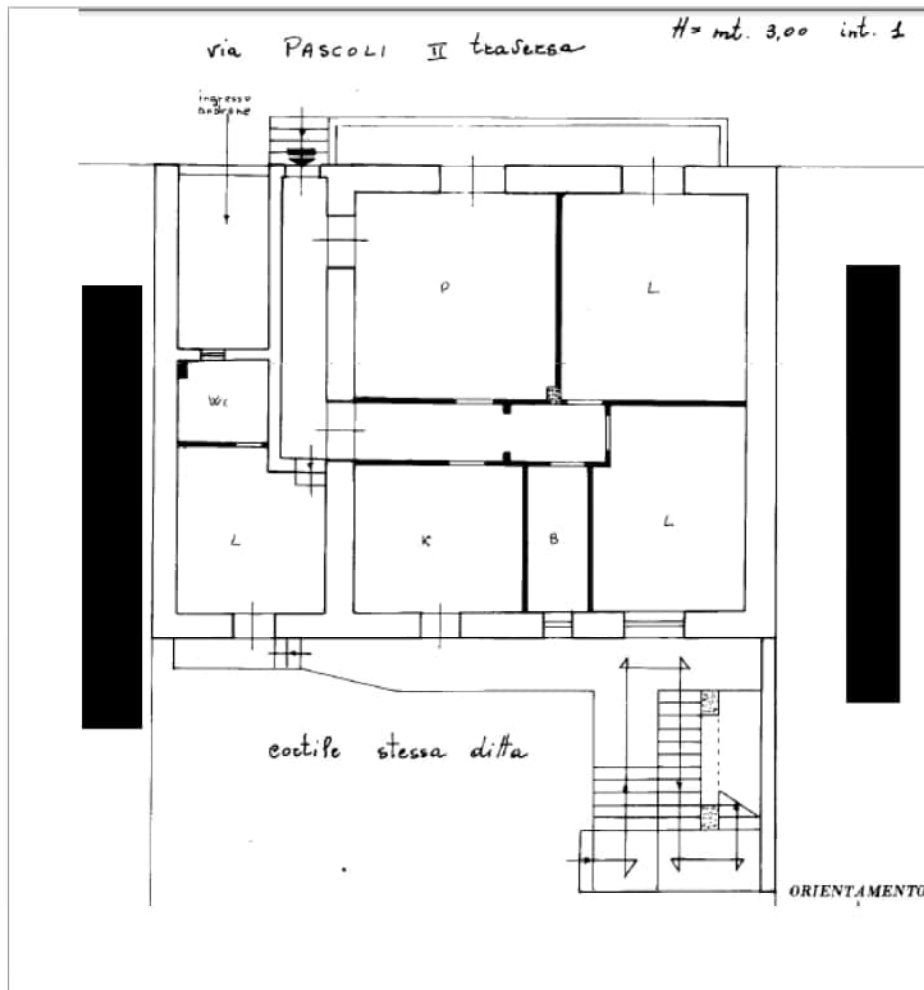 H= mt. 3,00 int. 1
via PASCOLI II traversa
ingresso
androne
P
L
Wc
L
K
B
L
cortile stessa ditta
ORIENTAMENTO